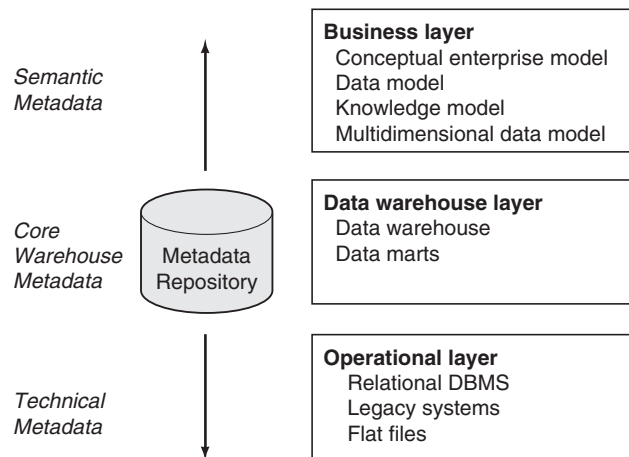 Semantic
Metadata
Business layer
Conceptual enterprise model
Data model
Knowledge model
Multidimensional data model
Core
Warehouse
Metadata
Metadata
Repository
Data warehouse layer
Data warehouse
Data marts
Technical
Metadata
Operational layer
Relational DBMS
Legacy systems
Flat files